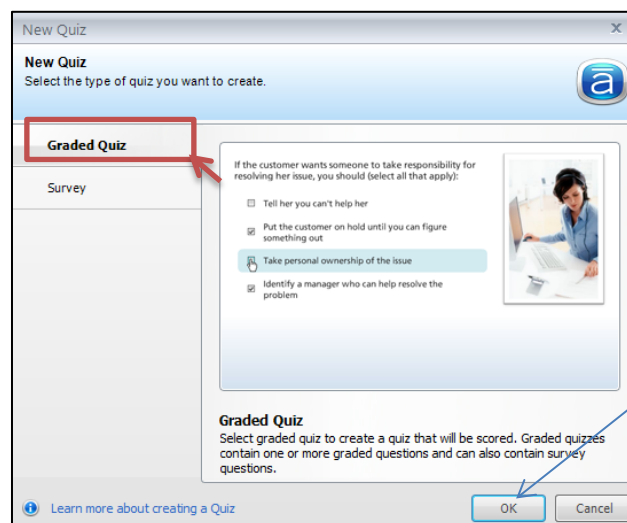 New Quiz
New Quiz
Select the type of quiz you want to create.
ā
Graded Quiz
Survey
If the customer wants someone to take responsibility for
resolving her issue, you should (select all that apply):
Tell her you can't help her
Put the customer on hold until you can figure
something out
Take personal ownership of the issue
Identify a manager who can help resolve the
problem
Graded Quiz
Select graded quiz to create a quiz that will be scored. Graded quizzes
contain one or more graded questions and can also contain survey
questions.
Learn more about creating a Quiz
OK
Cancel